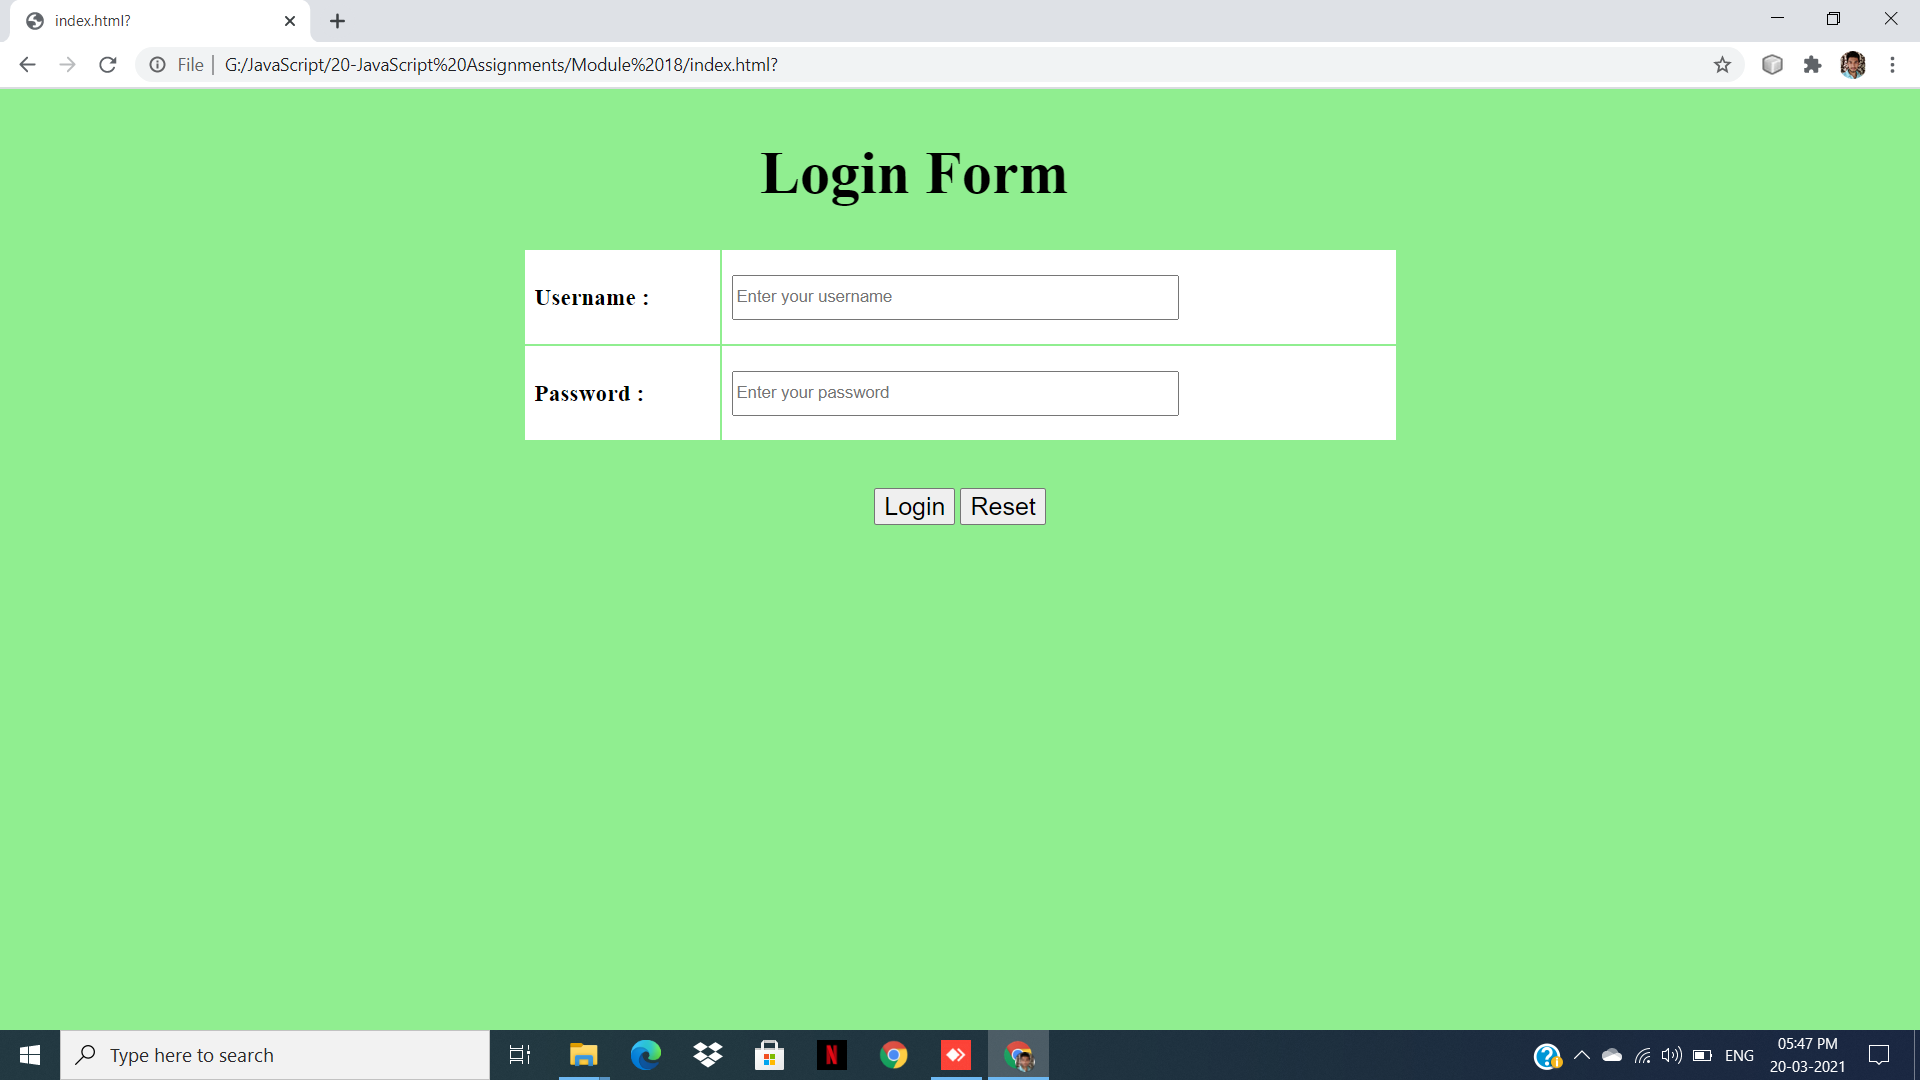 index.html?
File | G:/JavaScript/20-JavaScript%20Assignments/Module%2018/index.html?
Login Form
Username :
Enter your username
Password :
Enter your password
Login Reset
Type here to search
N
ENG
05:47 PM
20-03-2021